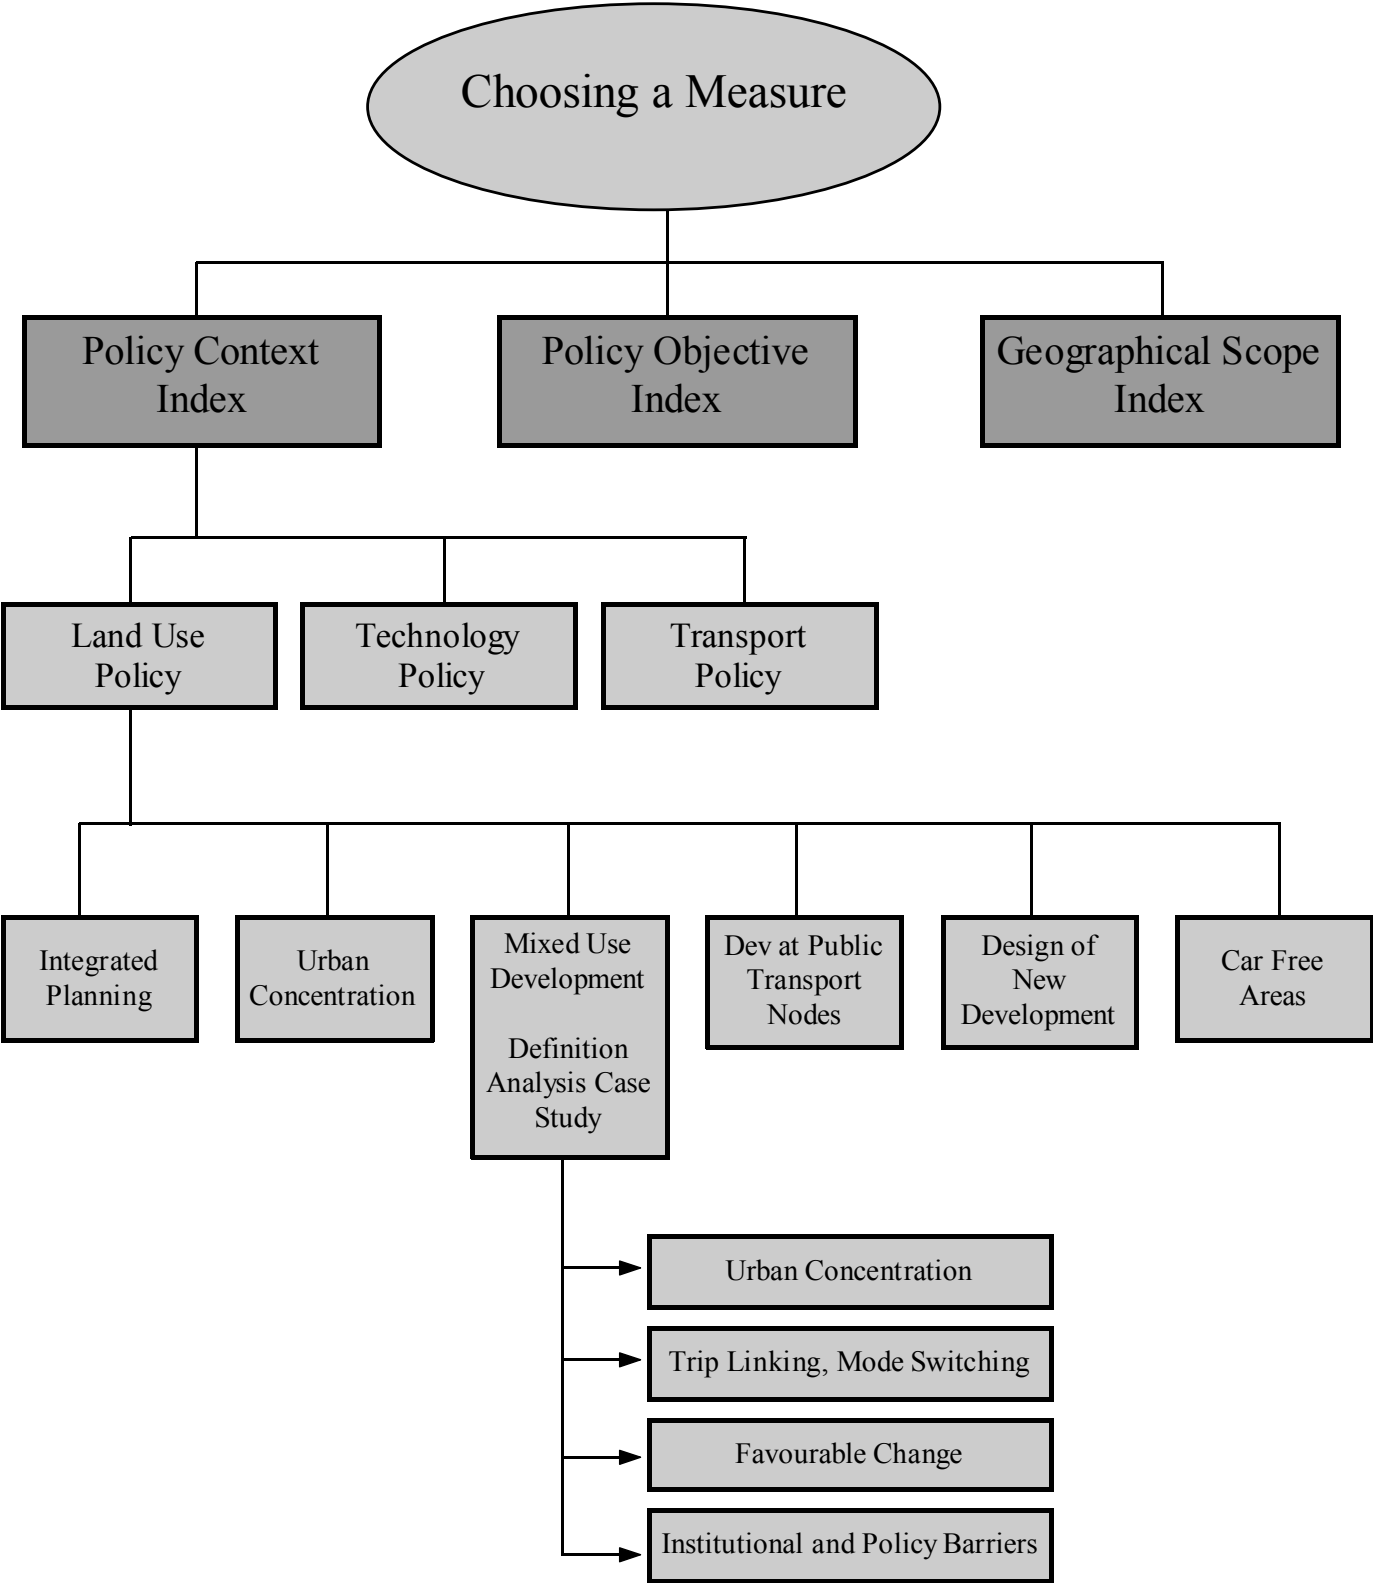 Choosing a Measure
Policy Context
Index
Policy Objective
Index
Geographical Scope
Index
Land Use
Policy
Technology
Policy
Transport
Policy
Integrated
Planning
Urban
Concentration
Mixed Use
Development
Definition
Analysis Case
Study
Dev at Public
Transport
Nodes
Design of
New
Development
Car Free
Areas
Urban Concentration
Trip Linking, Mode Switching
Favourable Change
Institutional and Policy Barriers